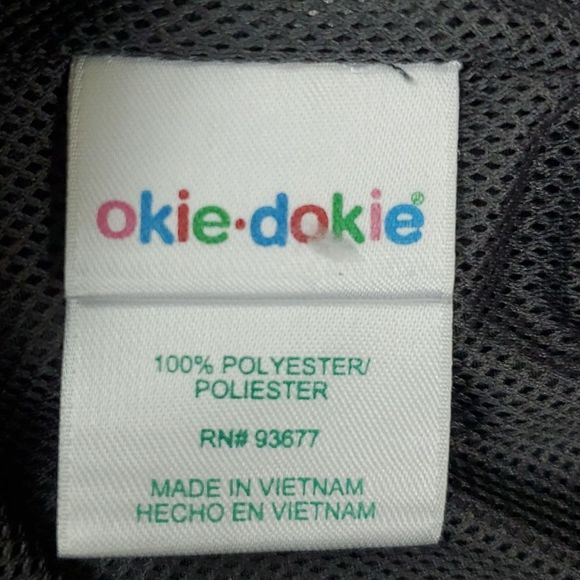 okie·dokie®
100% POLYESTER/
POLIESTER
RN# 93677
MADE IN VIETNAM
HECHO EN VIETNAM